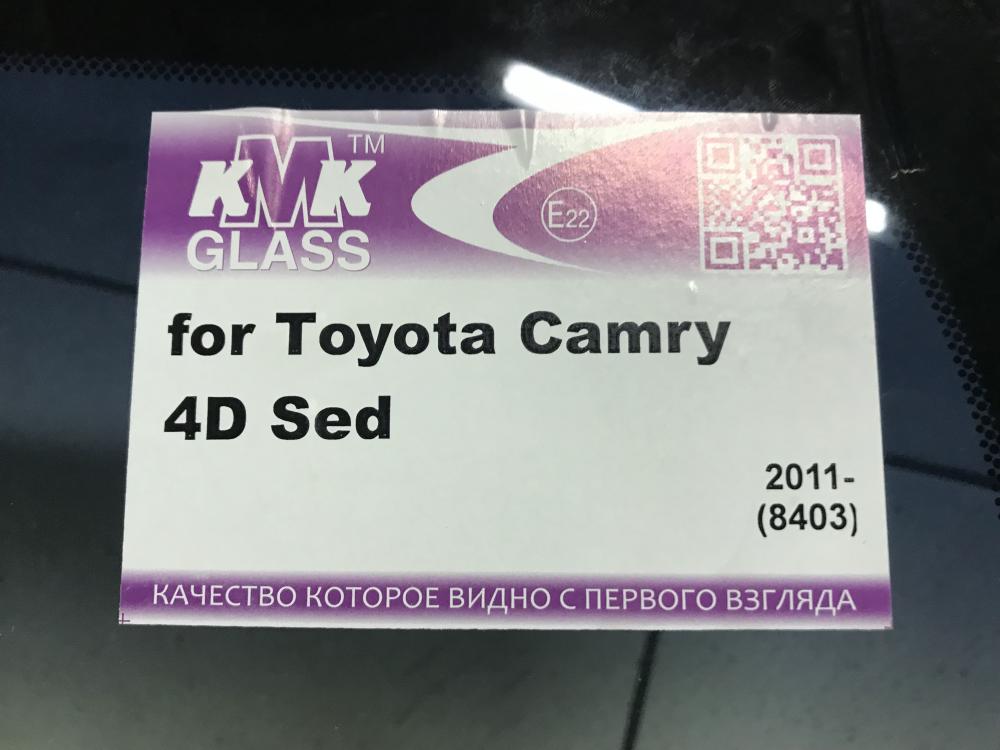 KMK™
GLASS
E22
for Toyota Camry
4D Sed
2011-
(8403)
КАЧЕСТВО КОТОРОЕ ВИДНО С ПЕРВОГО ВЗГЛЯДА